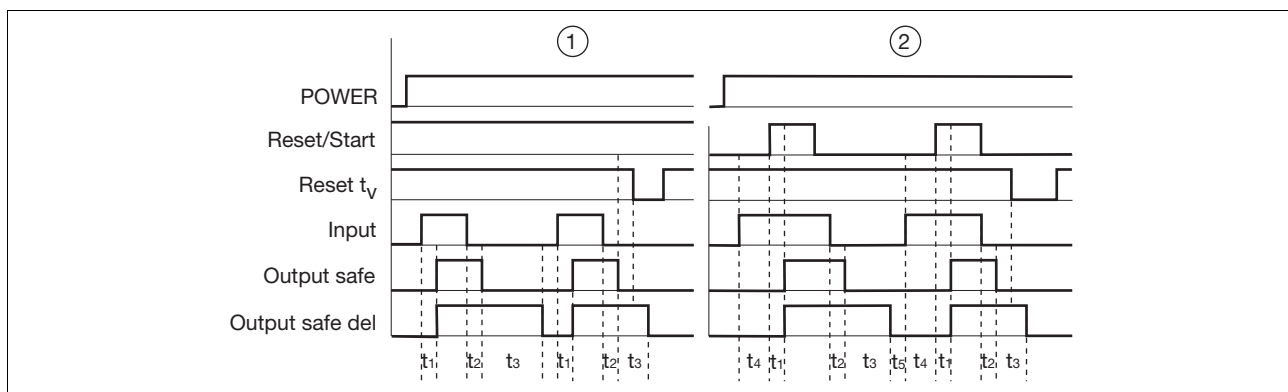 ① ②
POWER
Reset/Start
Reset tV
Input
Output safe
Output safe del
t1 t2 t3 t1 t2 t3 t4 t1 t2 t3 t5 t4 t1 t2 t3